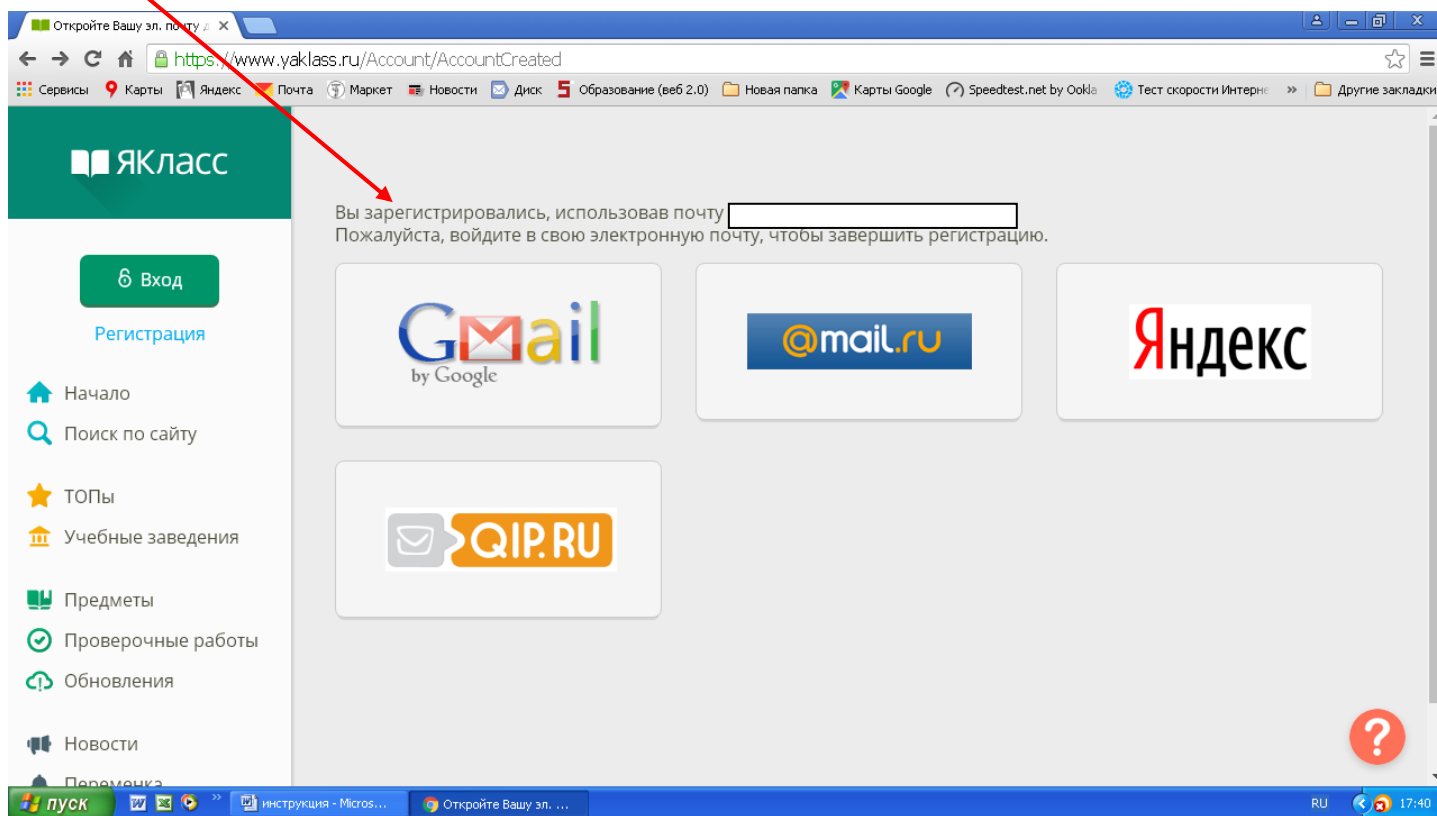 Откройте Вашу эл. почту д
https://www.yaklass.ru/Account/AccountCreated
Сервисы Карты Яндекс Почта Маркет Новости Диск Образование (веб 2.0) Новая папка Карты Google Speedtest.net by Ookla Тест скорости Интерне » Другие закладки
ЯКласс
Вы зарегистрировались, использовав почту
Пожалуйста, войдите в свою электронную почту, чтобы завершить регистрацию.
Вход
Регистрация
Начало
Поиск по сайту
ТОПы
Учебные заведения
Предметы
Проверочные работы
Обновления
Новости
Переменка
Gmail
by Google
@mail.ru
Яндекс
QIP.RU
?
пуск » инструкция - Micros... Откройте Вашу эл. ... RU 17:40